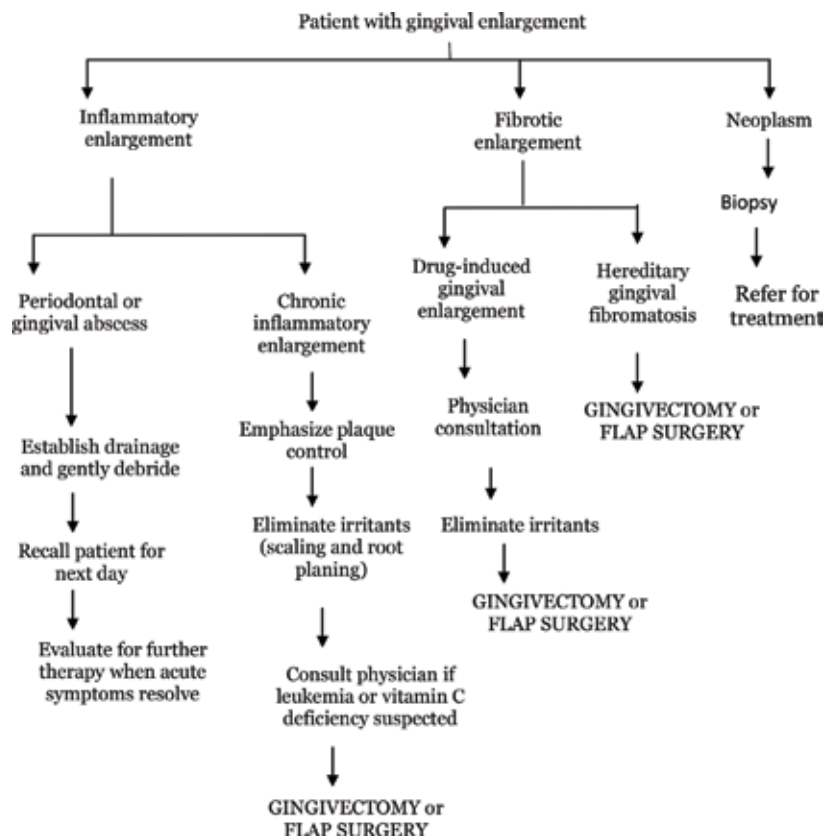 Patient with gingival enlargement
Inflammatory
enlargement
Fibrotic
enlargement
Neoplasm
Biopsy
Refer for
treatment
Periodontal or
gingival abscess
Chronic
inflammatory
enlargement
Drug-induced
gingival
enlargement
Hereditary
gingival
fibromatosis
Establish drainage
and gently debride
Recall patient for
next day
Evaluate for further
therapy when acute
symptoms resolve
Emphasize plaque
control
Eliminate irritants
(scaling and root
planing)
Consult physician if
leukemia or vitamin C
deficiency suspected
GINGIVECTOMY or
FLAP SURGERY
Physician
consultation
Eliminate irritants
GINGIVECTOMY or
FLAP SURGERY
GINGIVECTOMY or
FLAP SURGERY